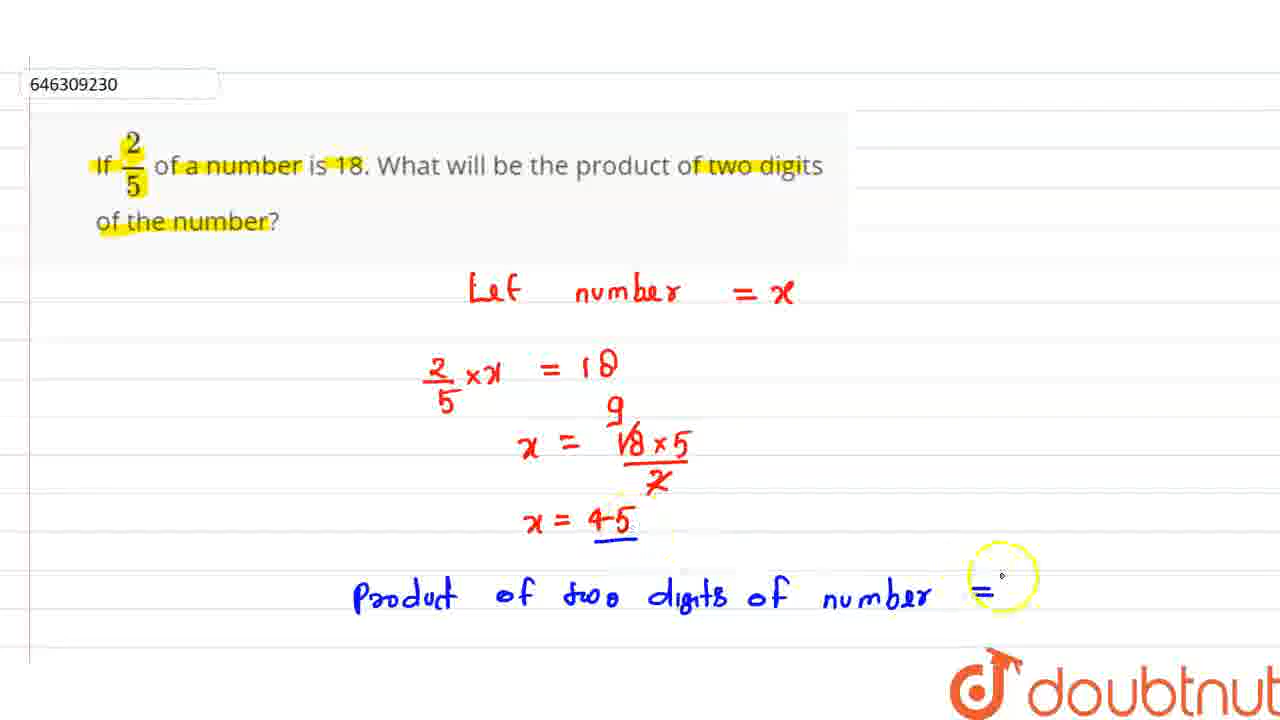 646309230
If 2/5 of a number is 18. What will be the product of two digits
of the number?
Let number = x
2/5 × x = 18
9
x = 18 × 5 / 2
x = 45
Product of two digits of number =
doubtnut